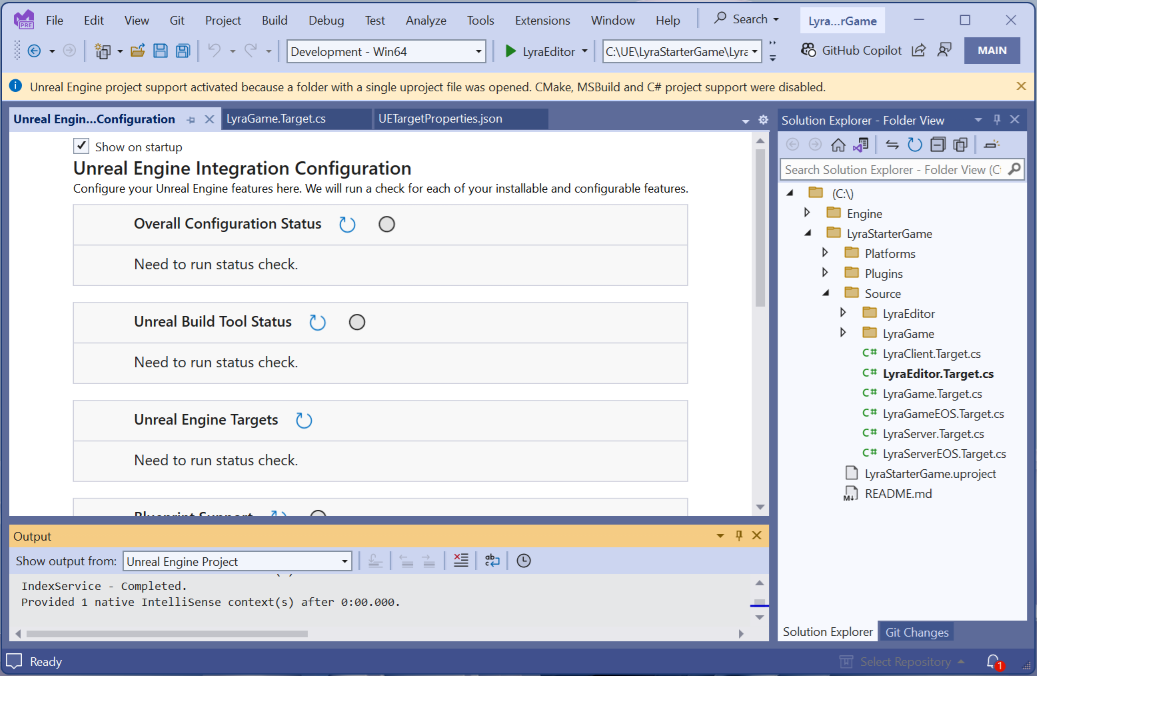 File Edit View Git Project Build Debug Test Analyze Tools Extensions Window Help Search Lyra...rGame
Development - Win64 LyraEditor C:\UE\LyraStarterGame\Lyra GitHub Copilot MAIN
Unreal Engine project support activated because a folder with a single uproject file was opened. CMake, MSBuild and C# project support were disabled.
Unreal Engin...Configuration LyraGame.Target.cs UETargetProperties.json
Show on startup
Unreal Engine Integration Configuration
Configure your Unreal Engine features here. We will run a check for each of your installable and configurable features.
Overall Configuration Status
Need to run status check.
Unreal Build Tool Status
Need to run status check.
Unreal Engine Targets
Need to run status check.
Blueprint Support
Output
Show output from: Unreal Engine Project
IndexService - Completed.
Provided 1 native IntelliSense context(s) after 0:00.000.
Solution Explorer - Folder View
Search Solution Explorer - Folder View (C:
(C:\)
Engine
LyraStarterGame
Platforms
Plugins
Source
LyraEditor
LyraGame
C# LyraClient.Target.cs
C# LyraEditor.Target.cs
C# LyraGame.Target.cs
C# LyraGameEOS.Target.cs
C# LyraServer.Target.cs
C# LyraServerEOS.Target.cs
LyraStarterGame.uproject
README.md
Solution Explorer Git Changes
Ready Select Repository 1